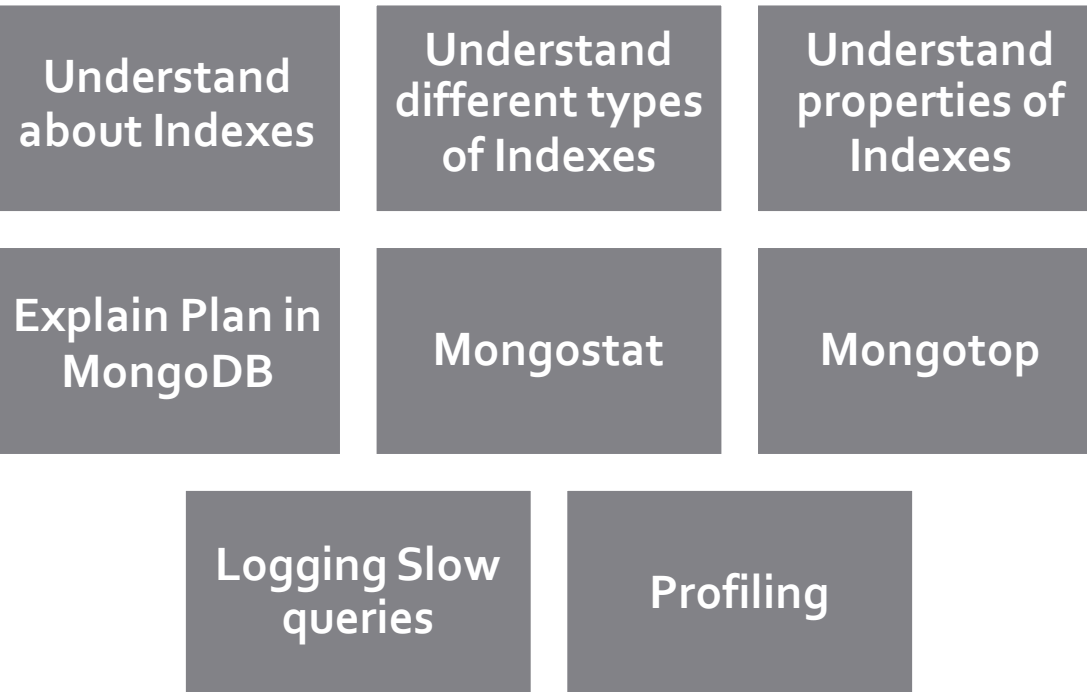 Understand
about Indexes
Understand
different types
of Indexes
Understand
properties of
Indexes
Explain Plan in
MongoDB
Mongostat
Mongotop
Logging Slow
queries
Profiling